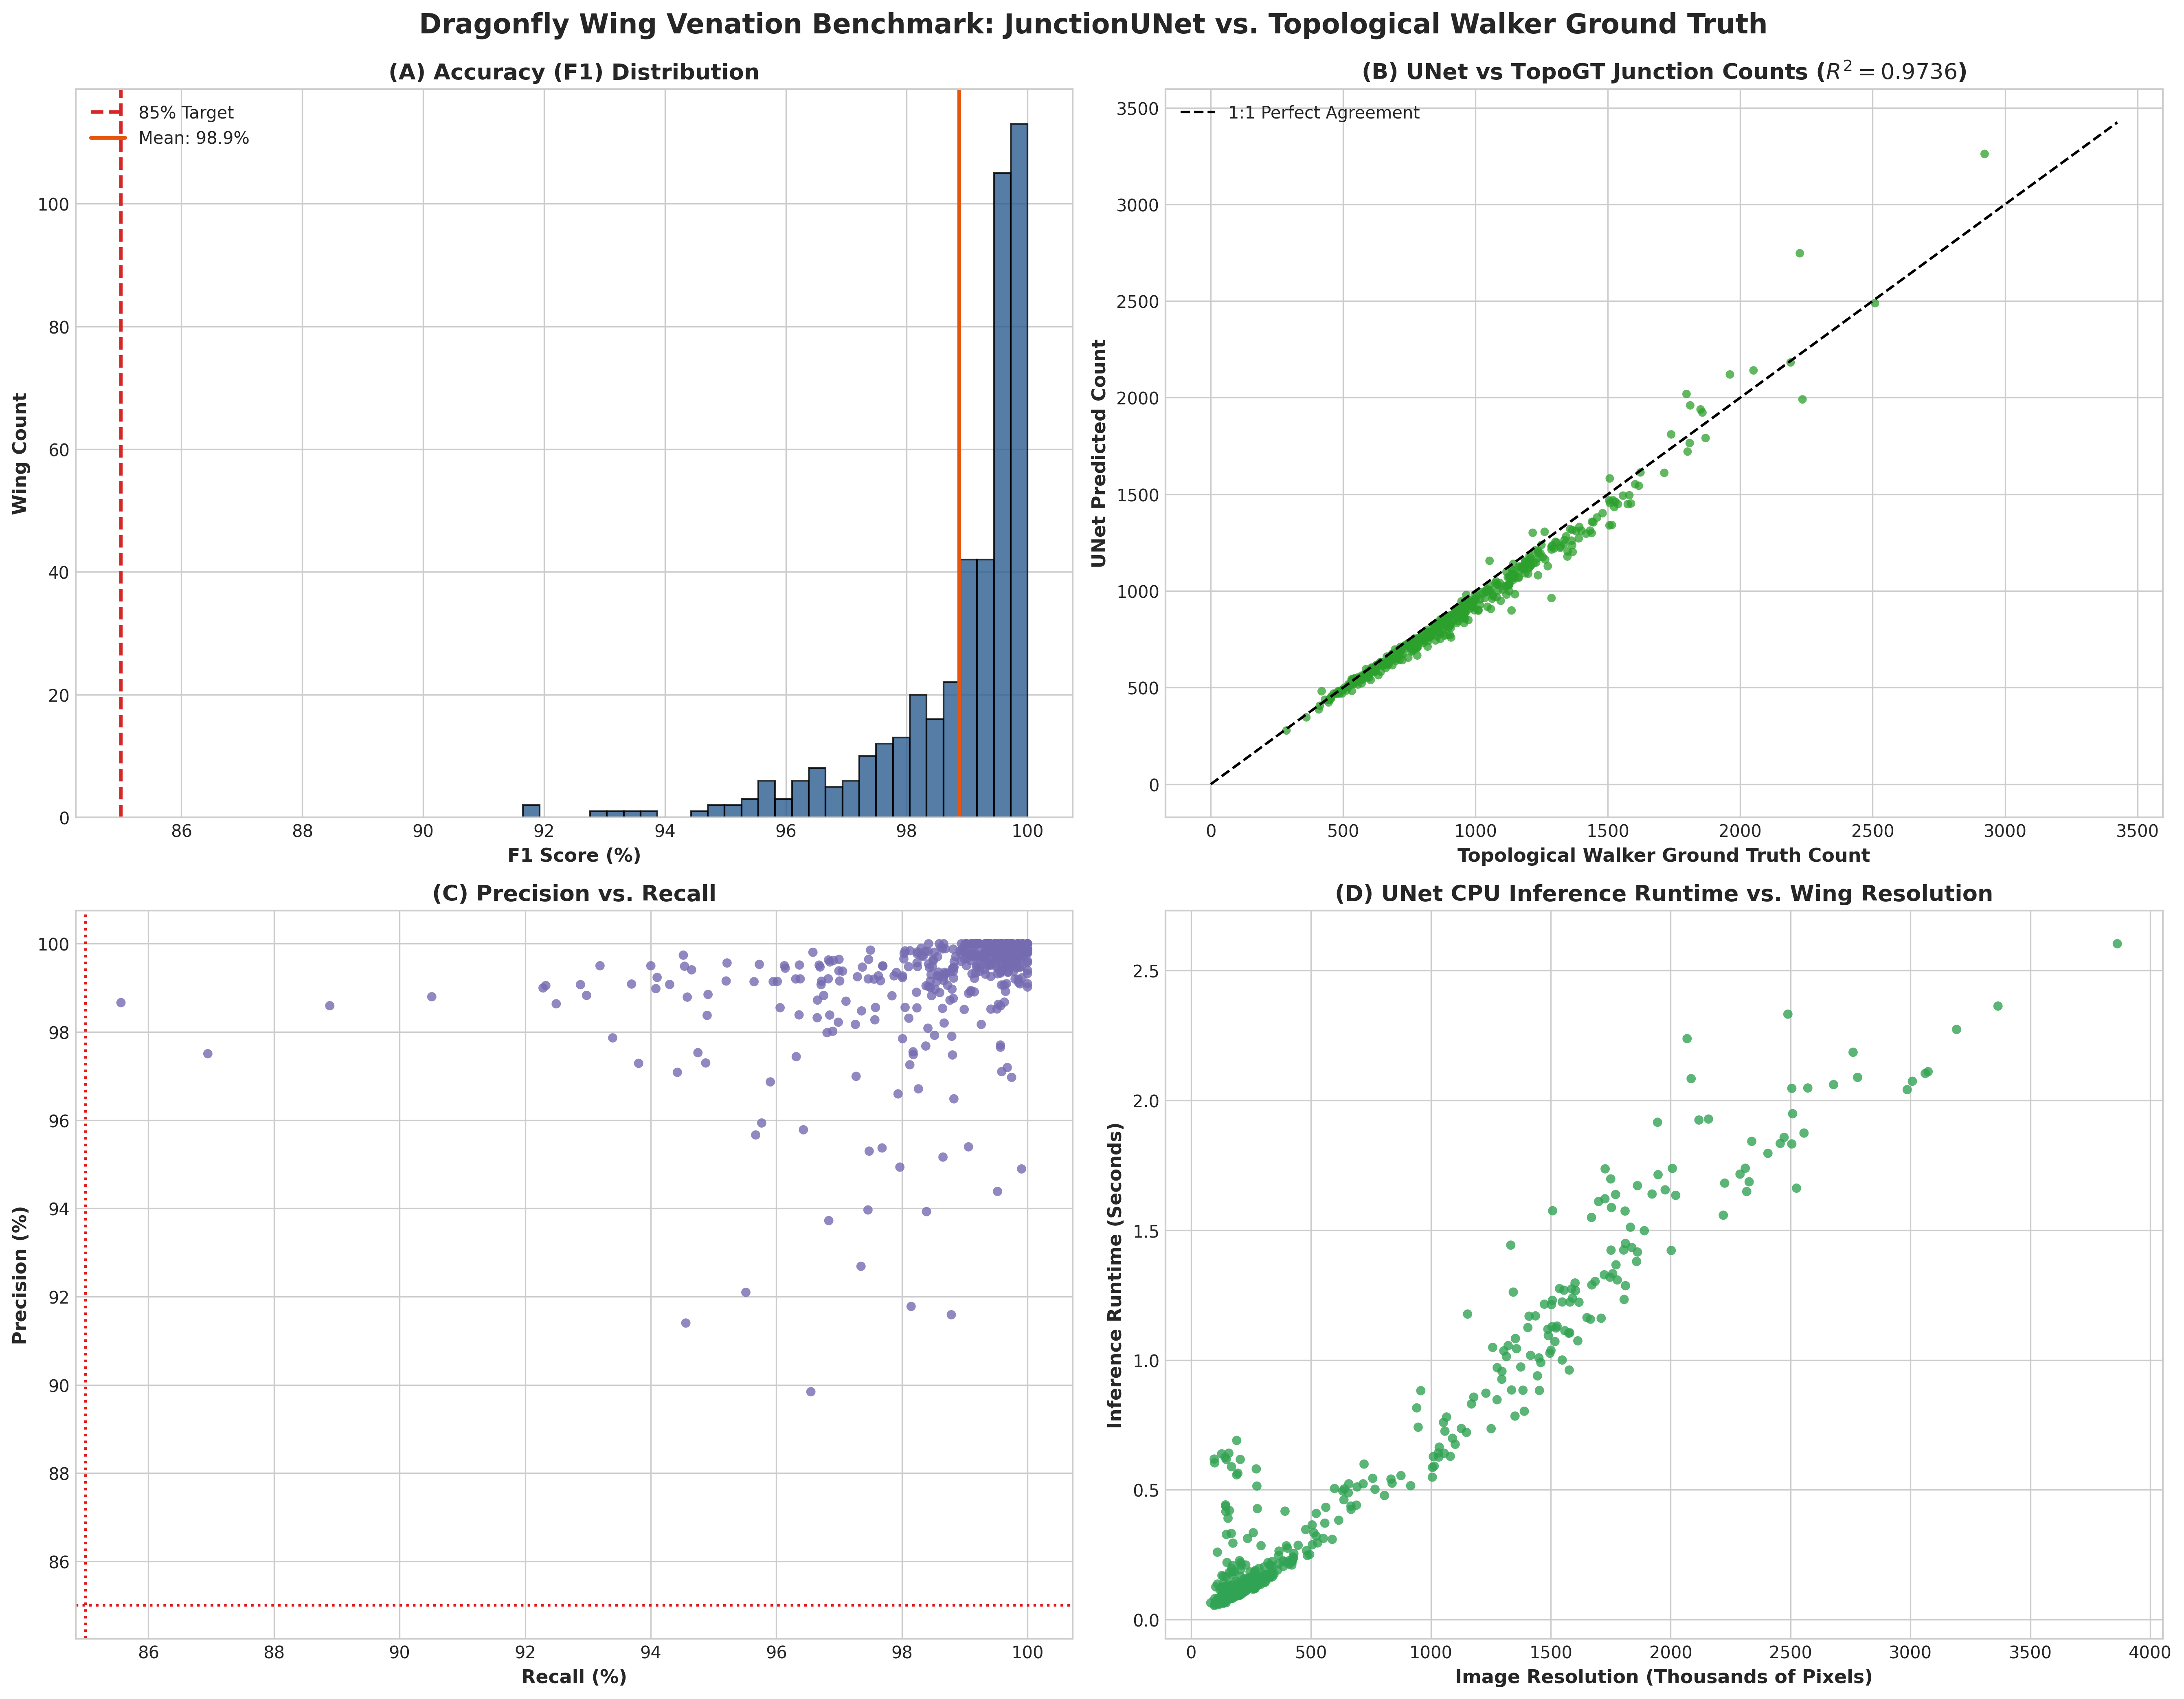 Dragonfly Wing Venation Benchmark: JunctionUNet vs. Topological Walker Ground Truth
(A) Accuracy (F1) Distribution
85% Target
Mean: 98.9%
Wing Count
100
80
60
40
20
0
86 88 90 92 94 96 98 100
F1 Score (%)
(B) UNet vs TopoGT Junction Counts (R² = 0.9736)
1:1 Perfect Agreement
UNet Predicted Count
3500
3000
2500
2000
1500
1000
500
0
0 500 1000 1500 2000 2500 3000 3500
Topological Walker Ground Truth Count
(C) Precision vs. Recall
Precision (%)
100
98
96
94
92
90
88
86
86 88 90 92 94 96 98 100
Recall (%)
(D) UNet CPU Inference Runtime vs. Wing Resolution
Inference Runtime (Seconds)
2.5
2.0
1.5
1.0
0.5
0.0
0 500 1000 1500 2000 2500 3000 3500 4000
Image Resolution (Thousands of Pixels)